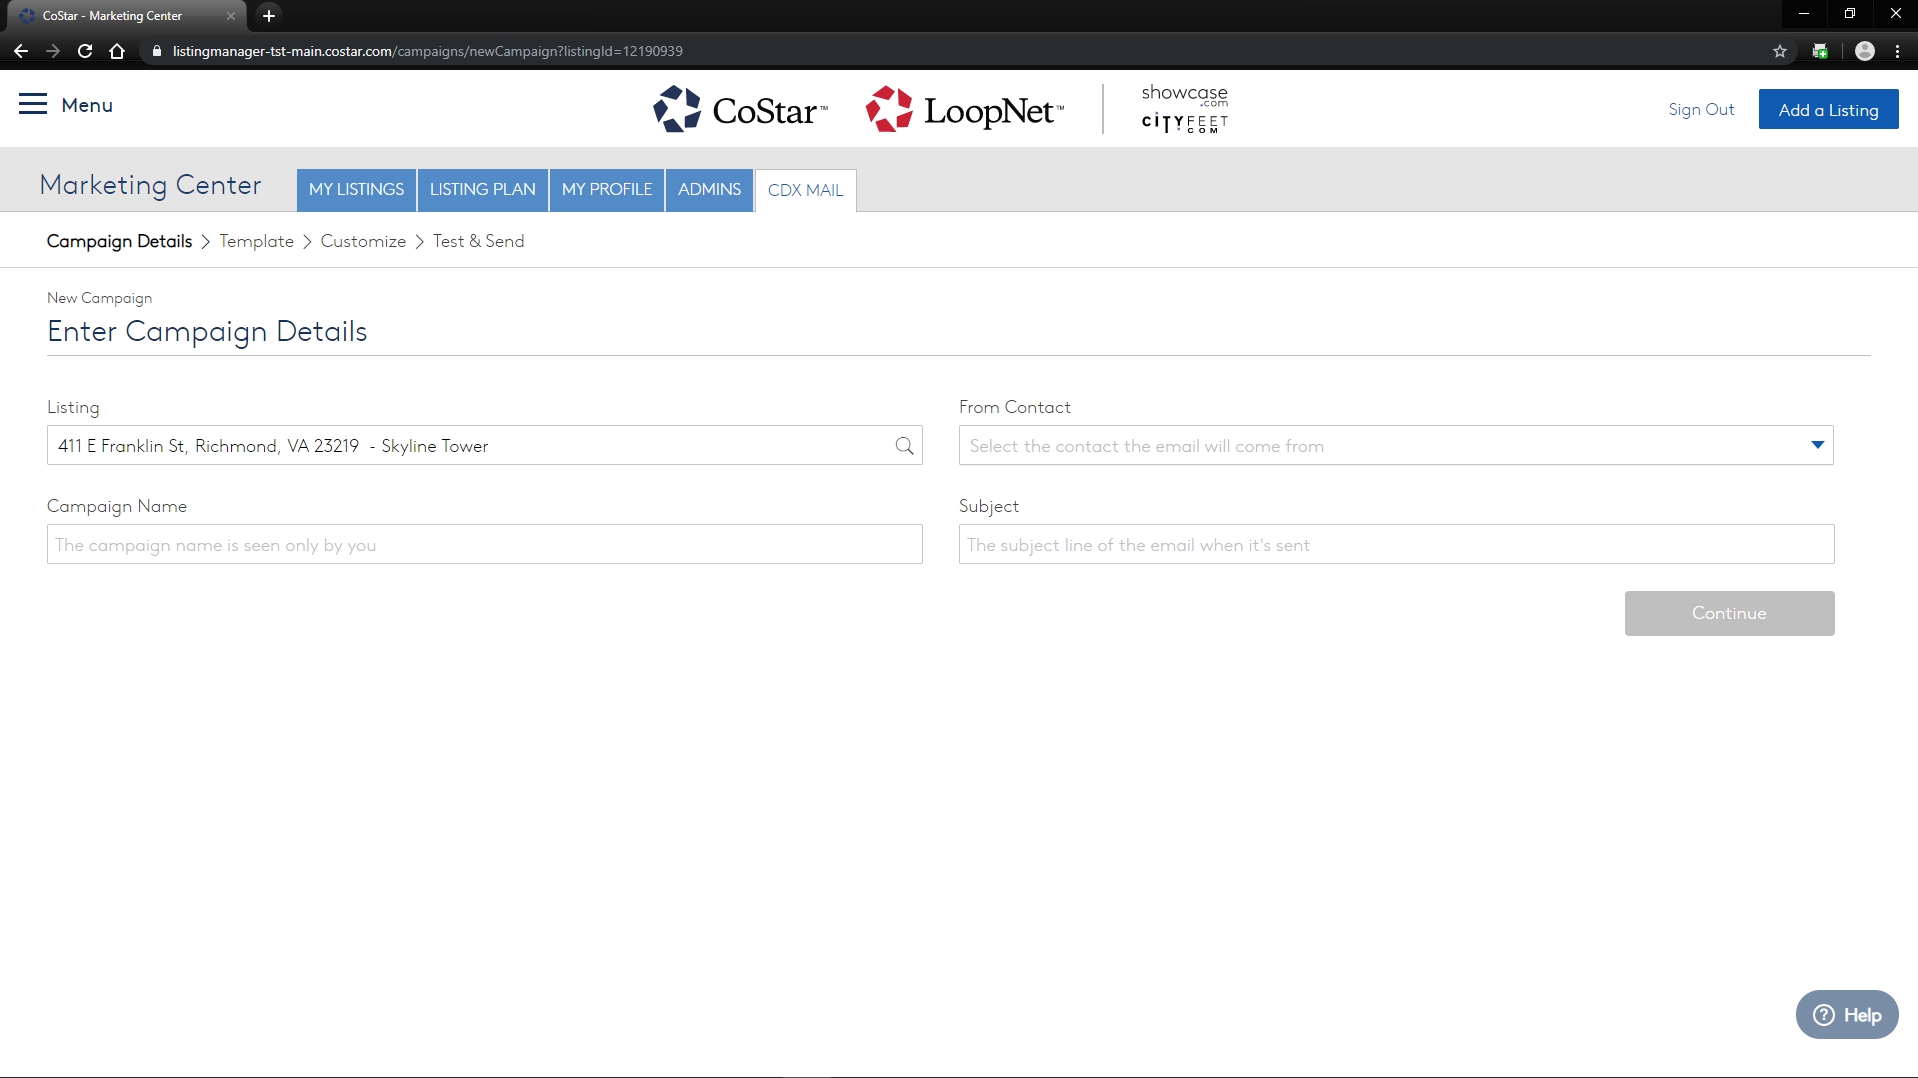 CoStar - Marketing Center
listingmanager-tst-main.costar.com/campaigns/newCampaign?listingId=12190939
Menu
CoStar™
LoopNet™
showcase
.com
CITYFEET
COM
Sign Out
Add a Listing
Marketing Center
MY LISTINGS
LISTING PLAN
MY PROFILE
ADMINS
CDX MAIL
Campaign Details > Template > Customize > Test & Send
New Campaign
Enter Campaign Details
Listing
From Contact
411 E Franklin St, Richmond, VA 23219 - Skyline Tower
Select the contact the email will come from
Campaign Name
Subject
The campaign name is seen only by you
The subject line of the email when it's sent
Continue
? Help